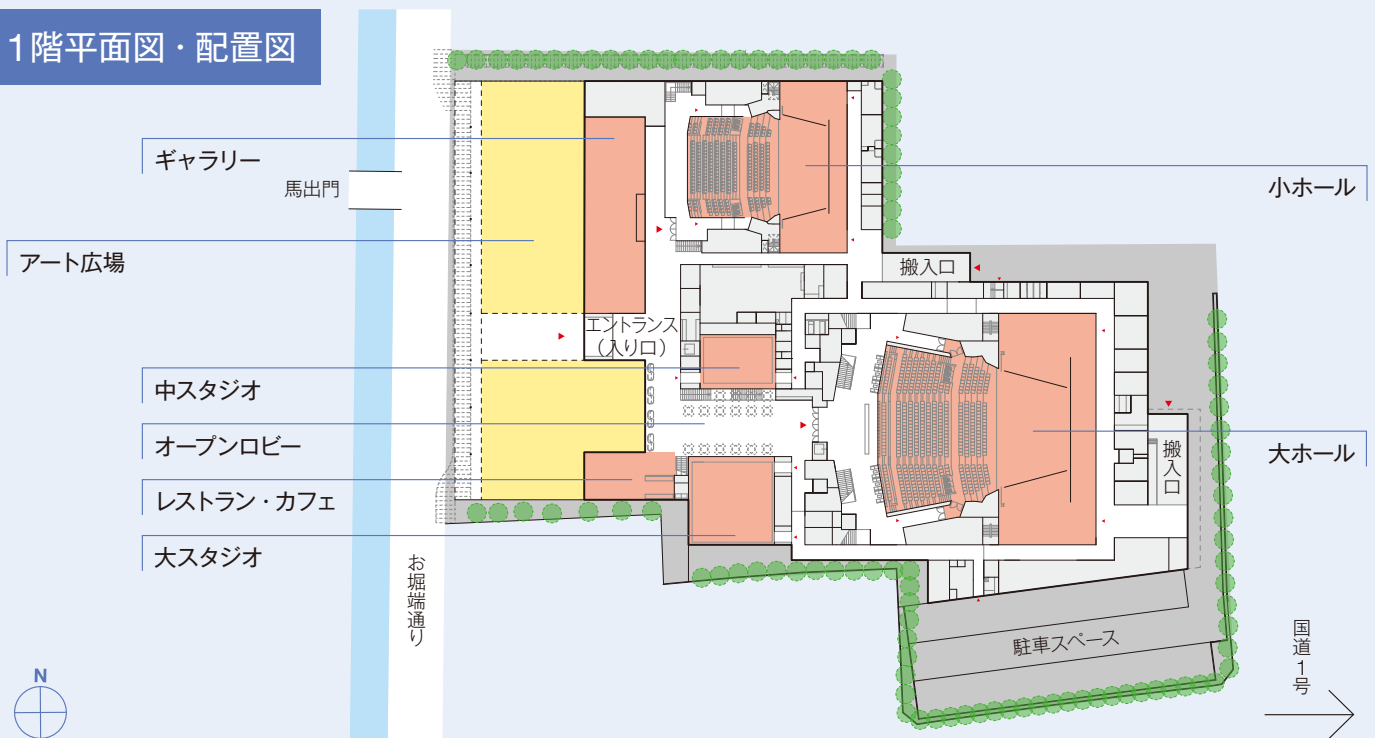 1階平面図・配置図
ギャラリー
馬出門
アート広場
小ホール
搬入口
エントランス
(入り口)
中スタジオ
オープンロビー
レストラン・カフェ
大スタジオ
大ホール
搬入口
お堀端通り
駐車スペース
国道1号
N